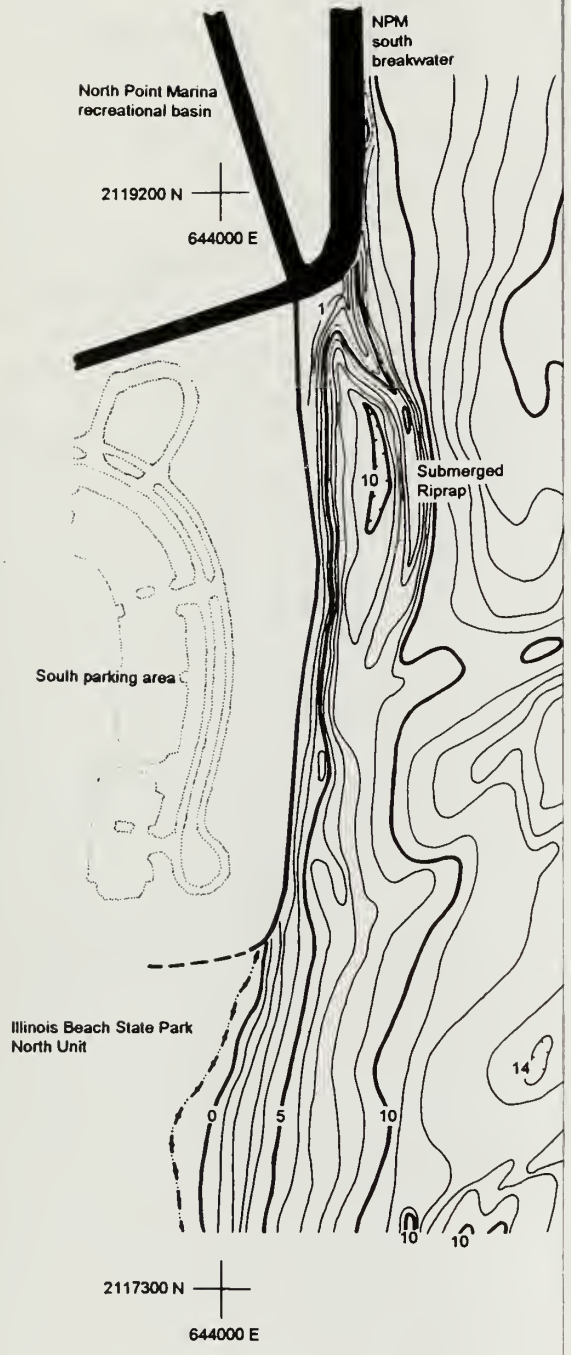 NPM
south
breakwater
North Point Marina
recreational basin
2119200 N
644000 E
1
10
Submerged
Riprap
South parking area
Illinois Beach State Park
North Unit
14
0
5
10
10
10
2117300 N
644000 E